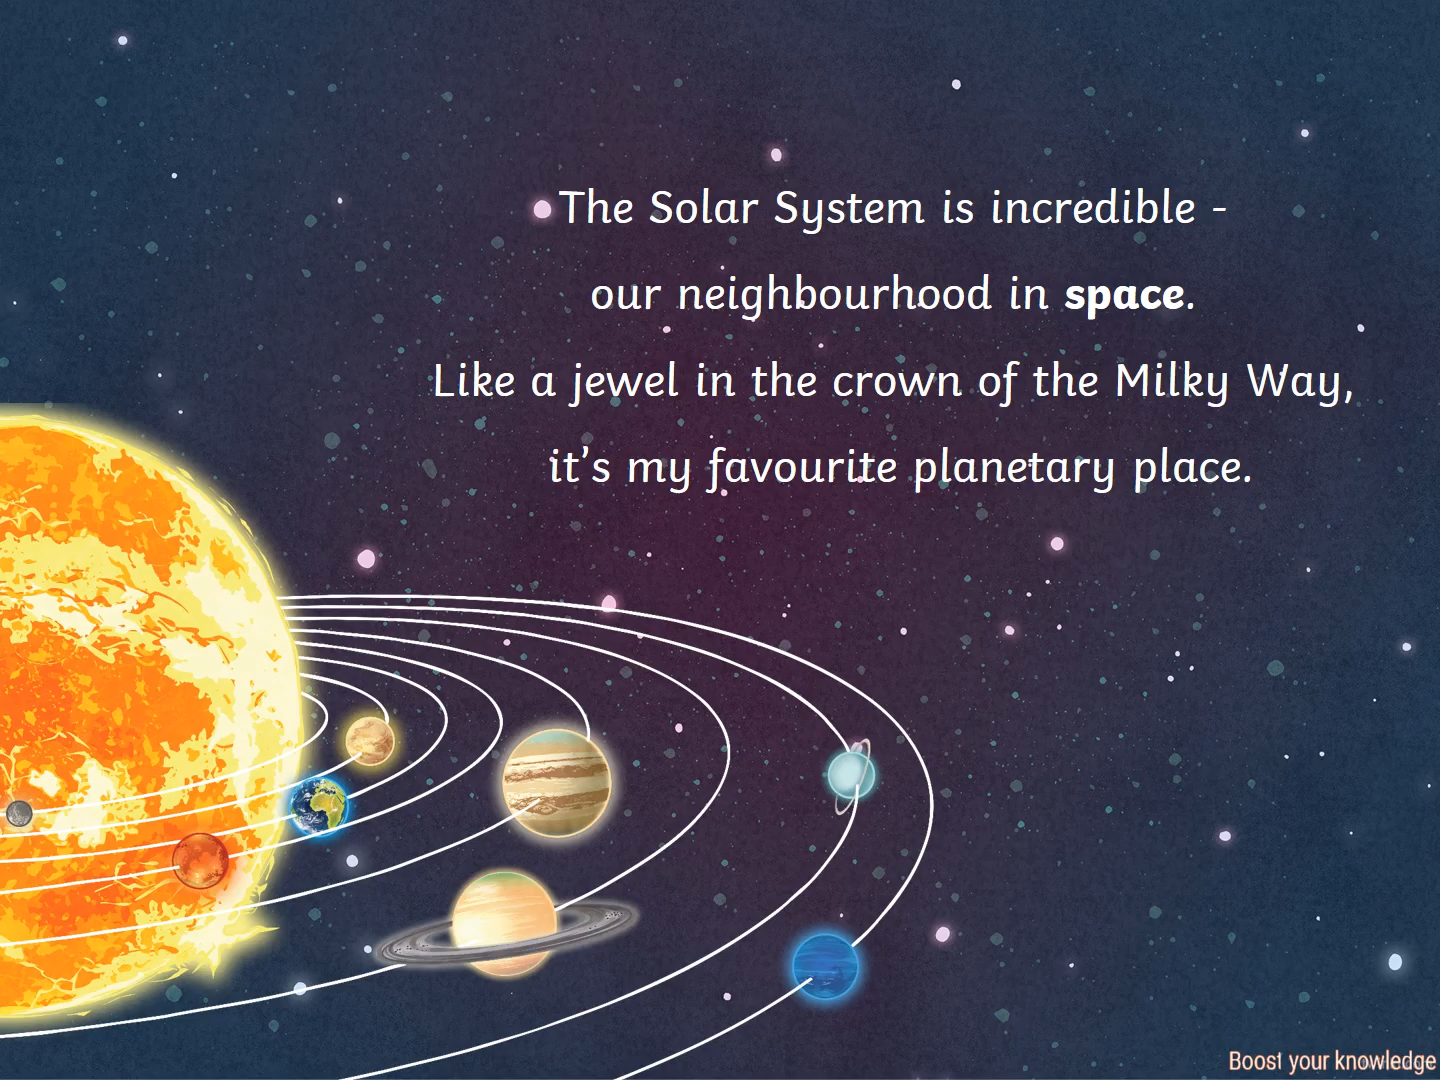 The Solar System is incredible -
our neighbourhood in space.
Like a jewel in the crown of the Milky Way,
it’s my favourite planetary place.
Boost your knowledge